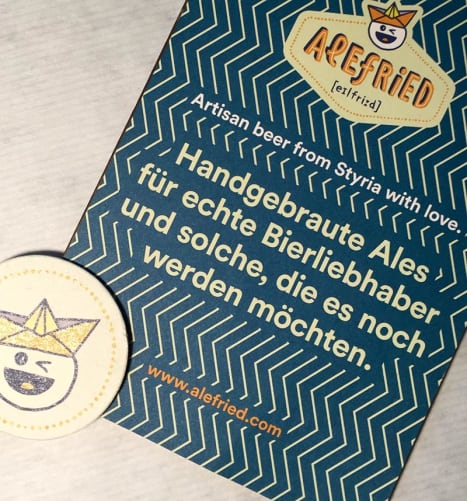 ALEFRiED
[eɪlfriːd]
Artisan beer from Styria with love.
Handgebraute Ales
für echte Bierliebhaber
und solche, die es noch
werden möchten.
www.alefried.com